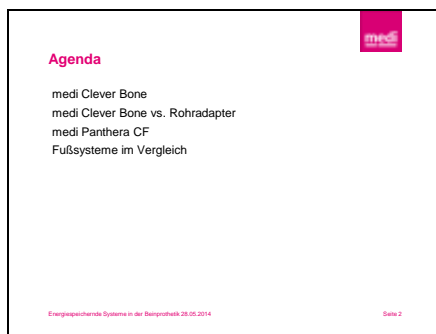 medi
Agenda
medi Clever Bone
medi Clever Bone vs. Rohradapter
medi Panthera CF
Fußsysteme im Vergleich
Energiespeichernde Systeme in der Beinprothetik 28.05.2014 Seite 2